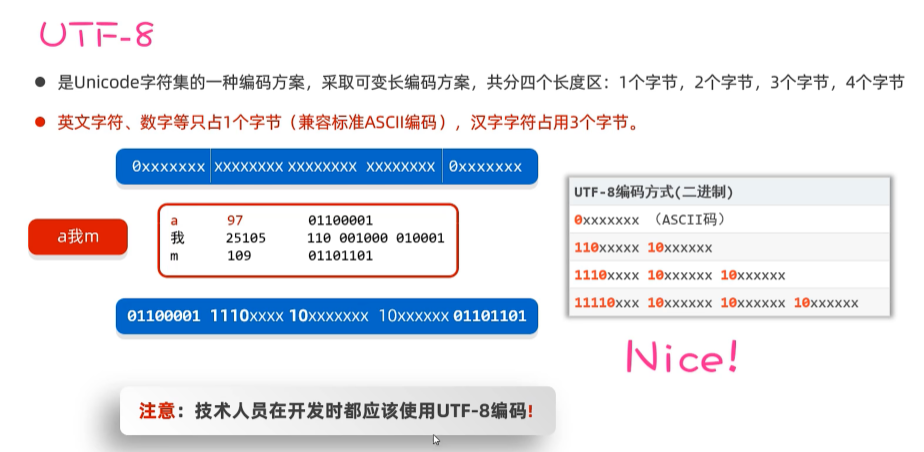 UTF-8
● 是Unicode字符集的一种编码方案，采取可变长编码方案，共分四个长度区：1个字节，2个字节，3个字节，4个字节
● 英文字符、数字等只占1个字节（兼容标准ASCII编码），汉字字符占用3个字节。
0xxxxxxx xxxxxxxx xxxxxxxx xxxxxxxx 0xxxxxxx
a我m
a 97 01100001
我 25105 110 001000 010001
m 109 01101101
01100001 1110xxxx 10xxxxxxx 10xxxxxx 01101101
UTF-8编码方式(二进制)
0xxxxxxx （ASCII码）
110xxxxx 10xxxxxx
1110xxxx 10xxxxxx 10xxxxxx
11110xxx 10xxxxxx 10xxxxxx 10xxxxxx
Nice!
注意：技术人员在开发时都应该使用UTF-8编码!